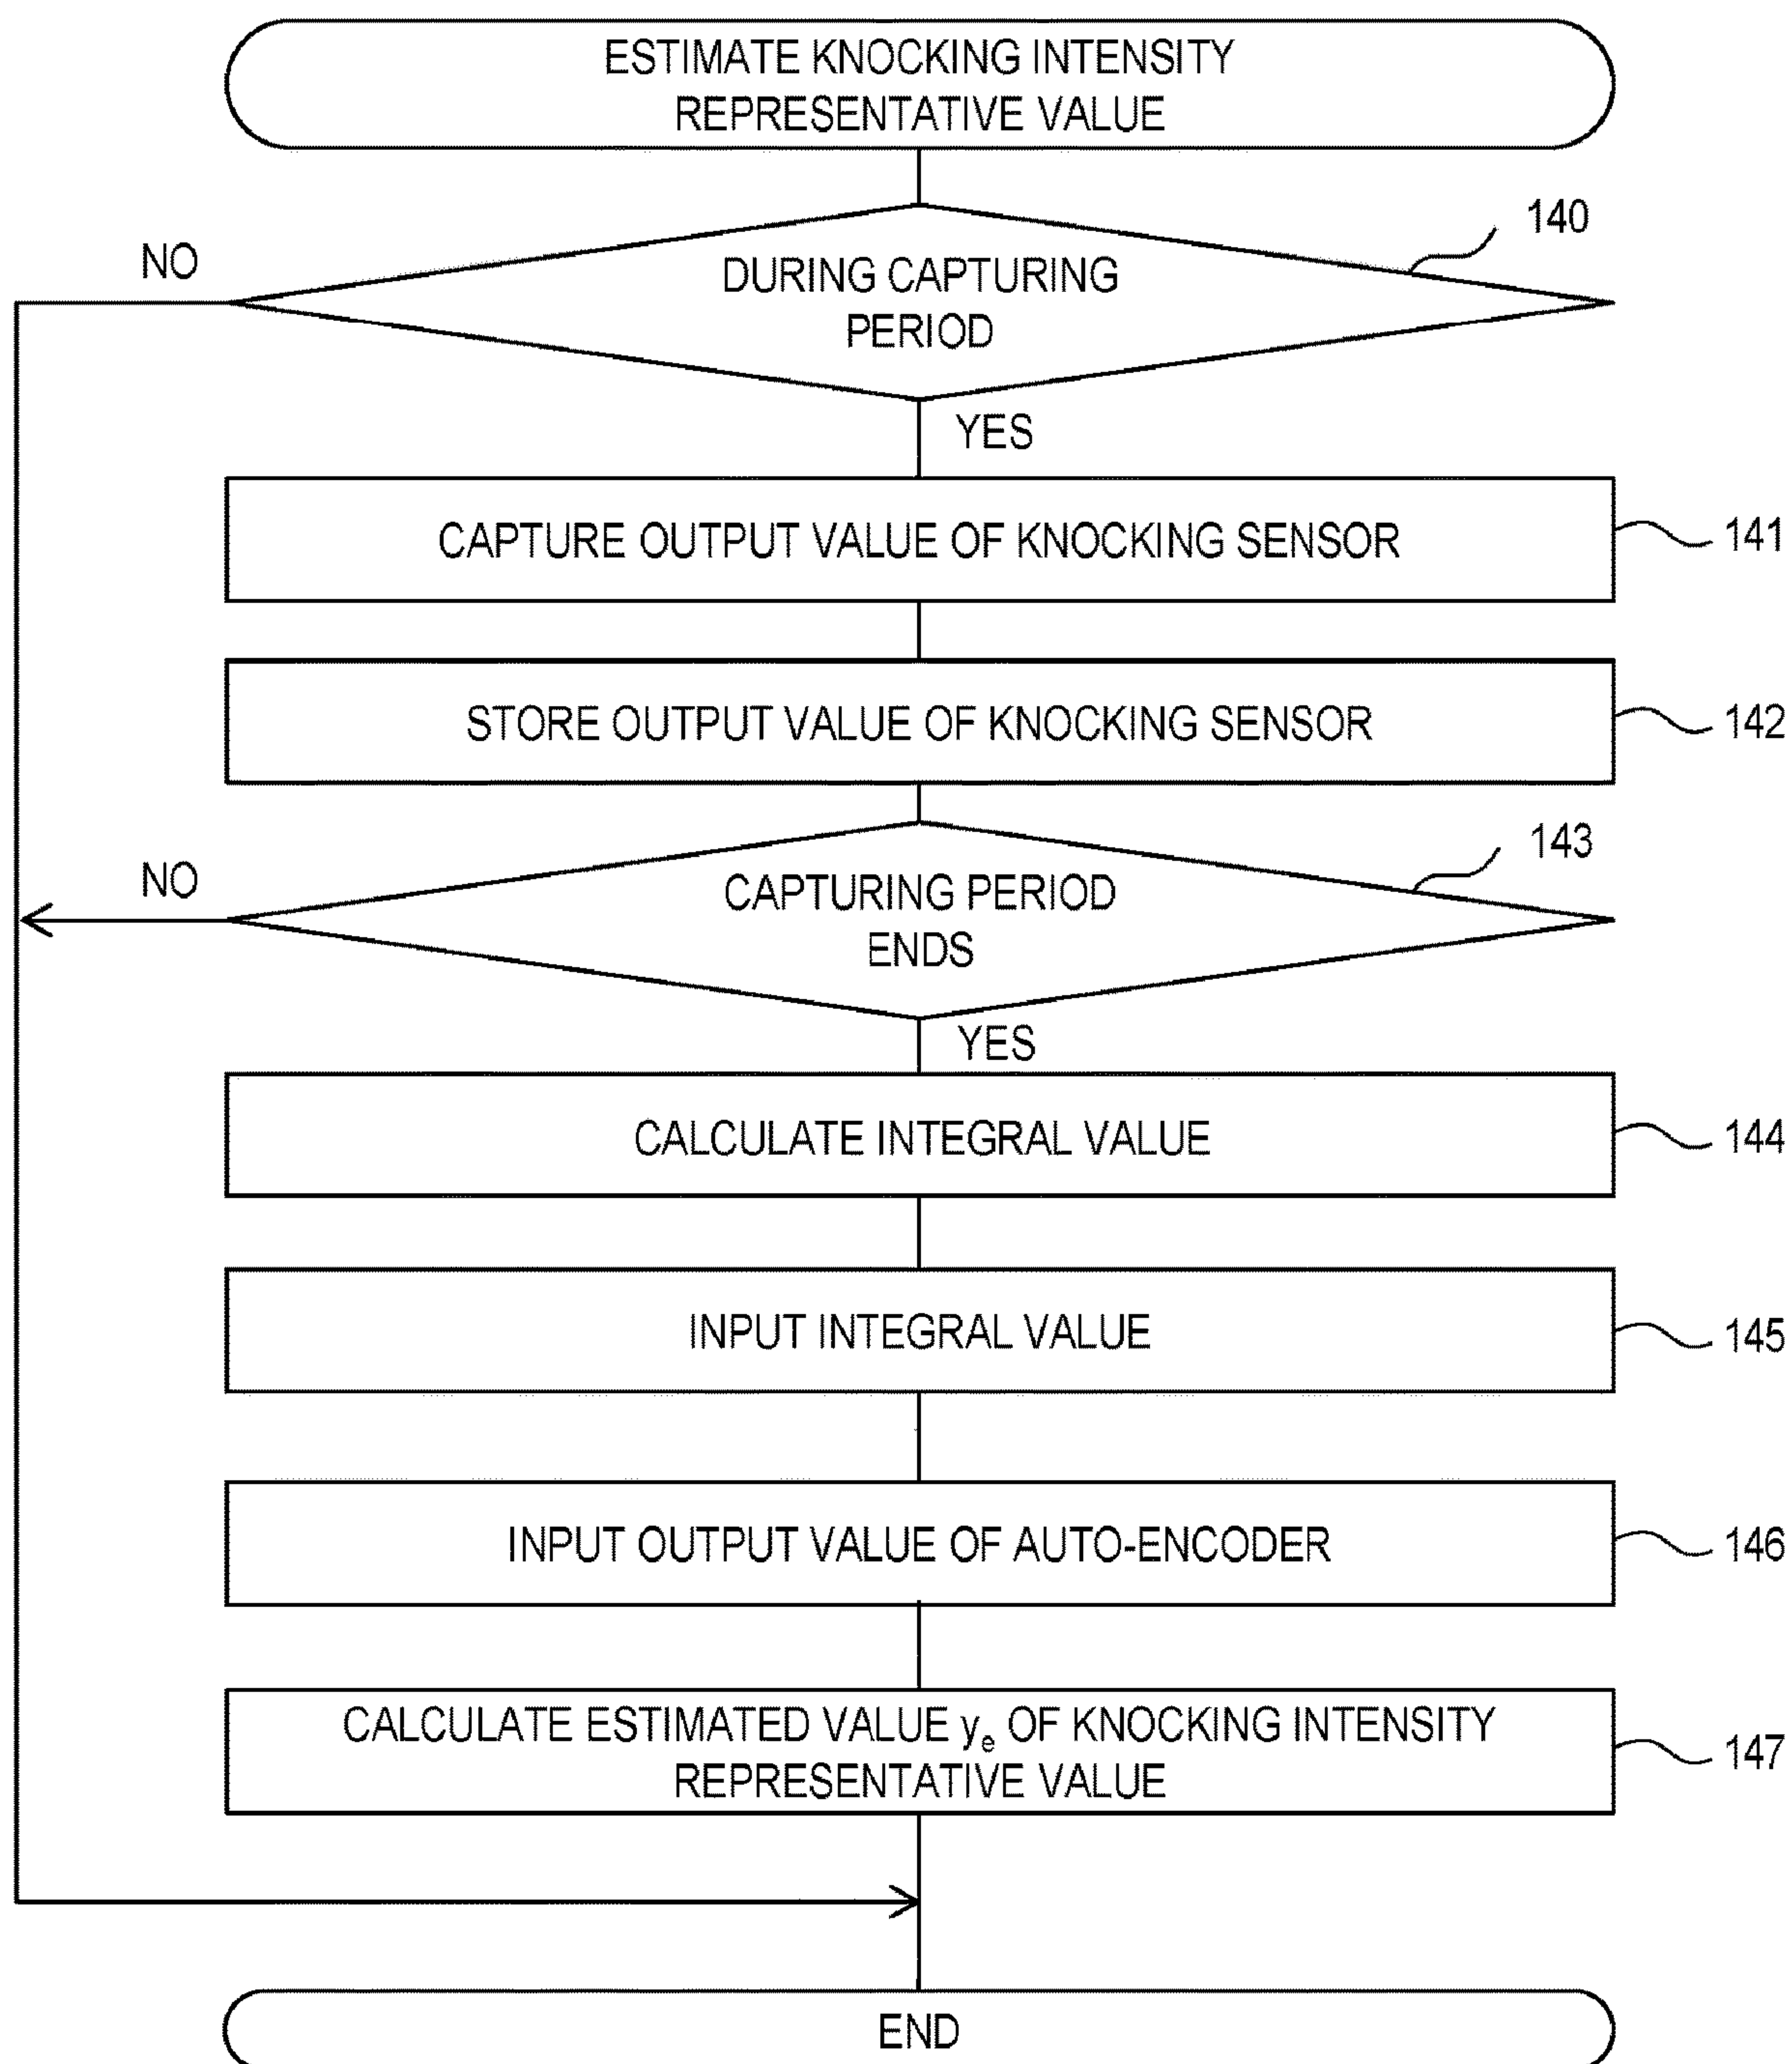 ESTIMATE KNOCKING INTENSITY
REPRESENTATIVE VALUE
140
NO
DURING CAPTURING
PERIOD
YES
CAPTURE OUTPUT VALUE OF KNOCKING SENSOR
141
STORE OUTPUT VALUE OF KNOCKING SENSOR
142
143
NO
CAPTURING PERIOD
ENDS
YES
CALCULATE INTEGRAL VALUE
144
INPUT INTEGRAL VALUE
145
INPUT OUTPUT VALUE OF AUTO-ENCODER
146
CALCULATE ESTIMATED VALUE yₑ OF KNOCKING INTENSITY
REPRESENTATIVE VALUE
147
END